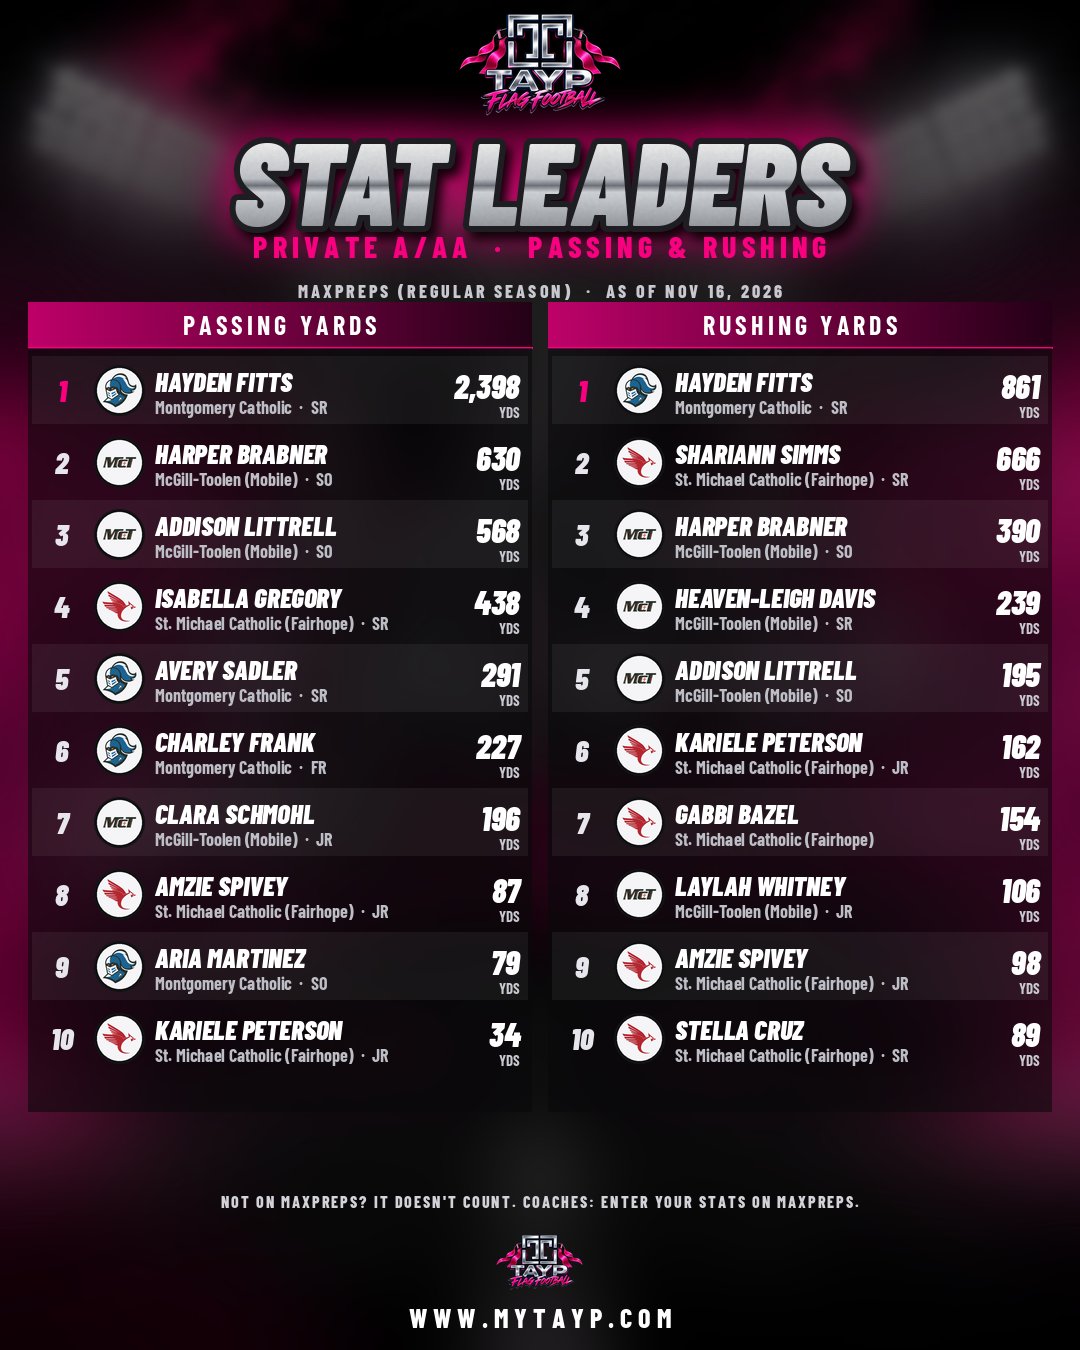 TAYP
FLAG FOOTBALL
STAT LEADERS
PRIVATE A/AA · PASSING & RUSHING
MAXPREPS (REGULAR SEASON) · AS OF NOV 16, 2026
PASSING YARDS
1
HAYDEN FITTS
2,398
Montgomery Catholic · SR
YDS
2
McT
HARPER BRABNER
630
McGill-Toolen (Mobile) · SO
YDS
3
McT
ADDISON LITTRELL
568
McGill-Toolen (Mobile) · SO
YDS
4
ISABELLA GREGORY
438
St. Michael Catholic (Fairhope) · SR
YDS
5
AVERY SADLER
291
Montgomery Catholic · SR
YDS
6
CHARLEY FRANK
227
Montgomery Catholic · FR
YDS
7
McT
CLARA SCHMOHL
196
McGill-Toolen (Mobile) · JR
YDS
8
AMZIE SPIVEY
87
St. Michael Catholic (Fairhope) · JR
YDS
9
ARIA MARTINEZ
79
Montgomery Catholic · SO
YDS
10
KARIELE PETERSON
34
St. Michael Catholic (Fairhope) · JR
YDS
RUSHING YARDS
1
HAYDEN FITTS
861
Montgomery Catholic · SR
YDS
2
SHARIANN SIMMS
666
St. Michael Catholic (Fairhope) · SR
YDS
3
McT
HARPER BRABNER
390
McGill-Toolen (Mobile) · SO
YDS
4
McT
HEAVEN-LEIGH DAVIS
239
McGill-Toolen (Mobile) · SR
YDS
5
McT
ADDISON LITTRELL
195
McGill-Toolen (Mobile) · SO
YDS
6
KARIELE PETERSON
162
St. Michael Catholic (Fairhope) · JR
YDS
7
GABBI BAZEL
154
St. Michael Catholic (Fairhope)
YDS
8
McT
LAYLAH WHITNEY
106
McGill-Toolen (Mobile) · JR
YDS
9
AMZIE SPIVEY
98
St. Michael Catholic (Fairhope) · JR
YDS
10
STELLA CRUZ
89
St. Michael Catholic (Fairhope) · SR
YDS
NOT ON MAXPREPS? IT DOESN'T COUNT. COACHES: ENTER YOUR STATS ON MAXPREPS.
TAYP
FLAG FOOTBALL
WWW.MYTAYP.COM